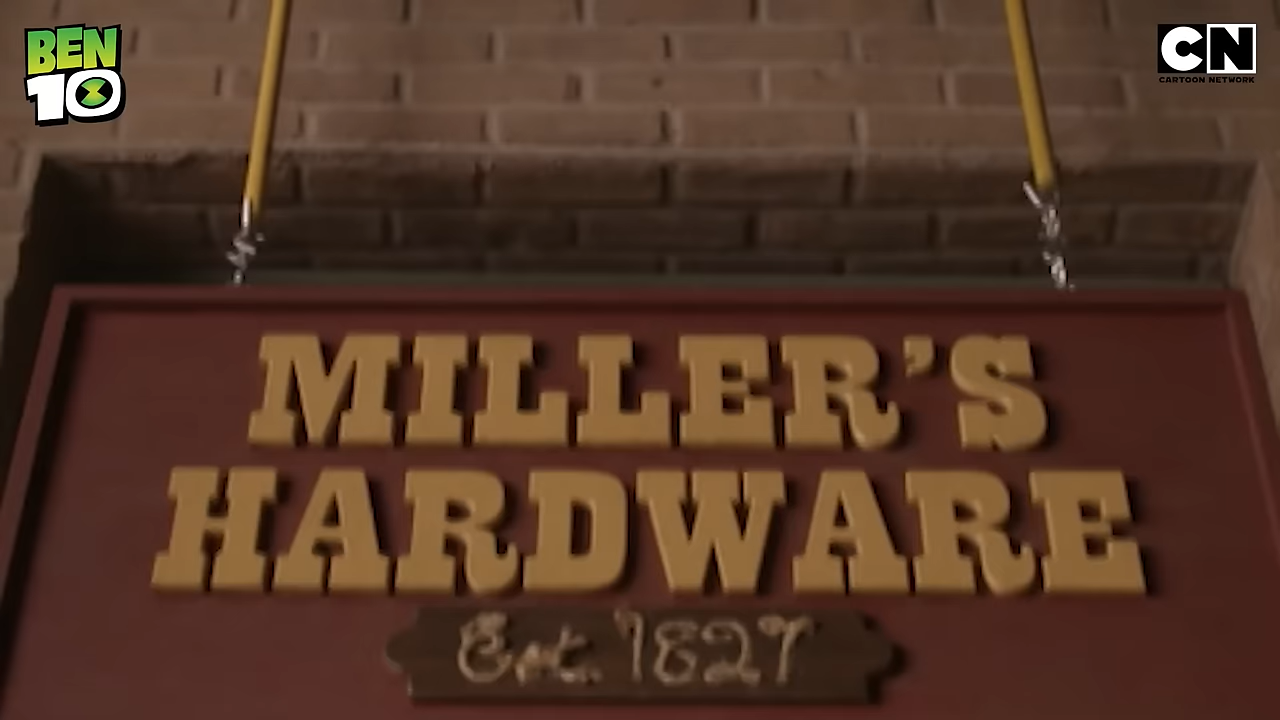 BEN
10
CN
CARTOON NETWORK
MILLER'S
HARDWARE
Est. 1827